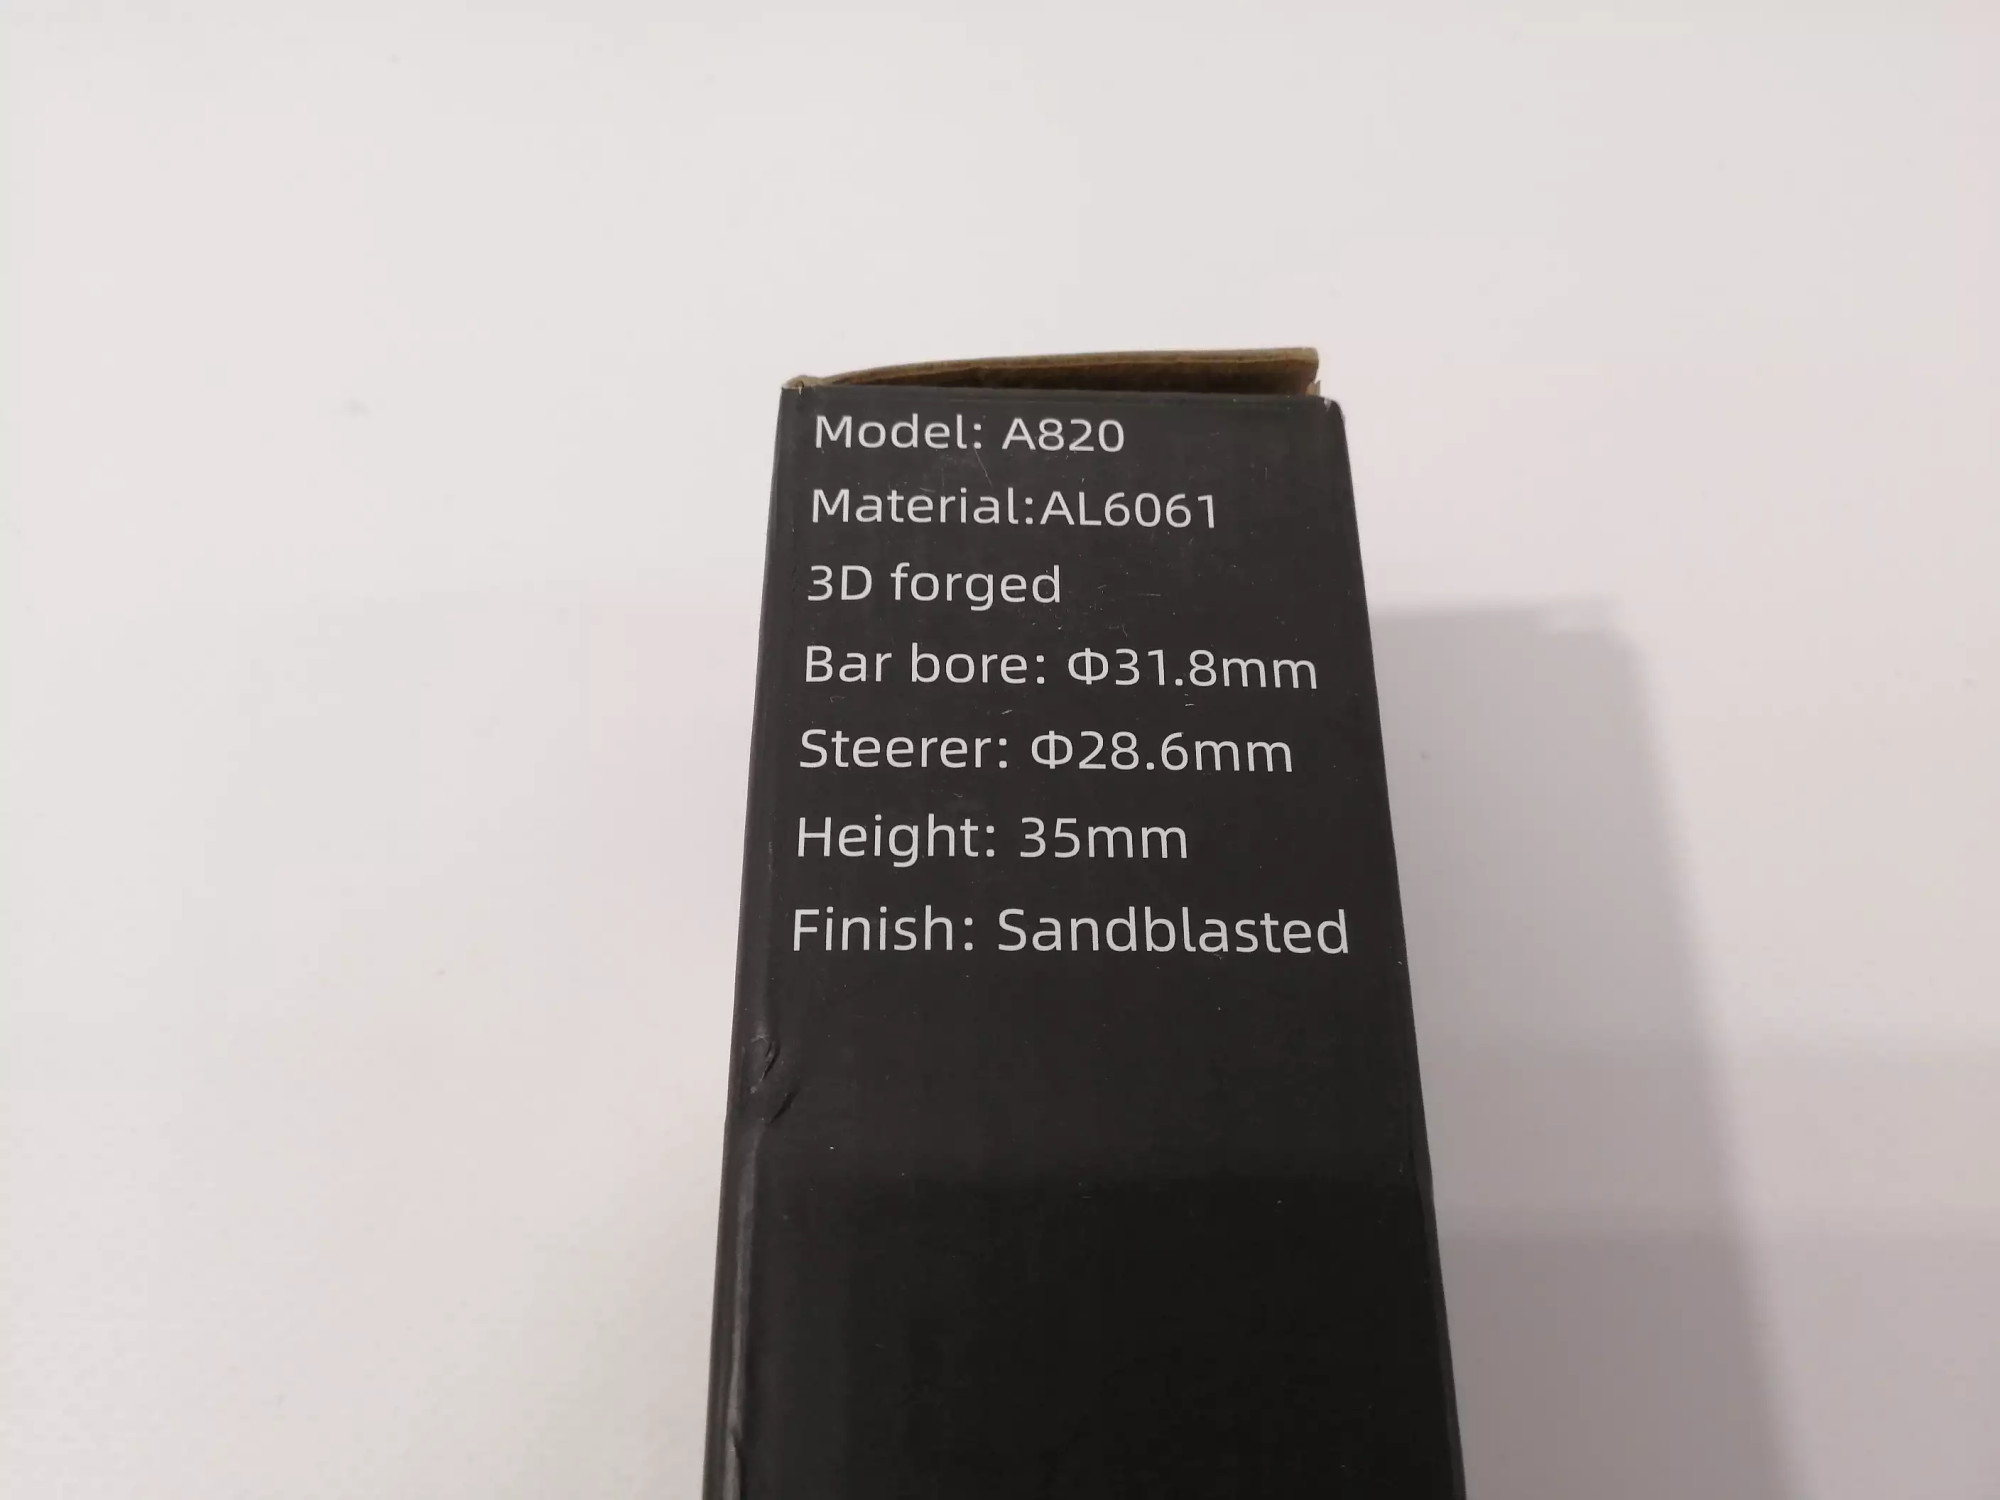 Model: A820
Material:AL6061
3D forged
Bar bore: Φ31.8mm
Steerer: Φ28.6mm
Height: 35mm
Finish: Sandblasted